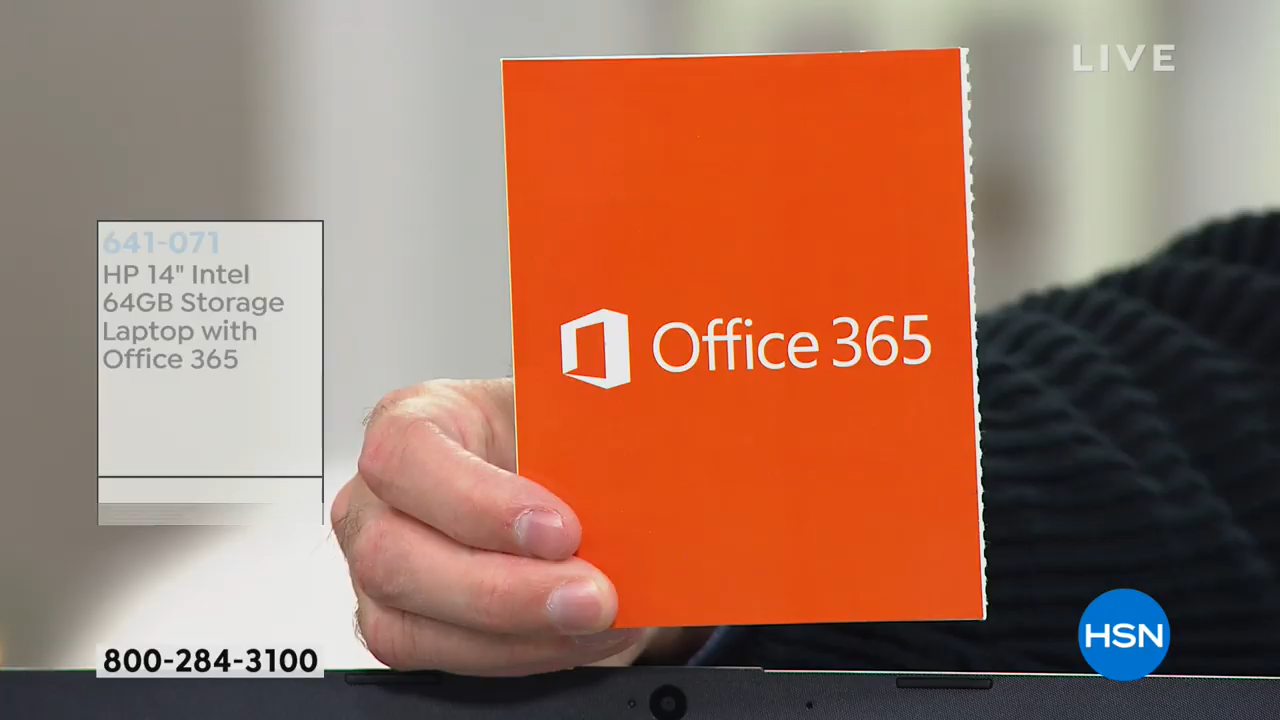 LIVE
641-071
HP 14" Intel
64GB Storage
Laptop with
Office 365
Office 365
800-284-3100
HSN